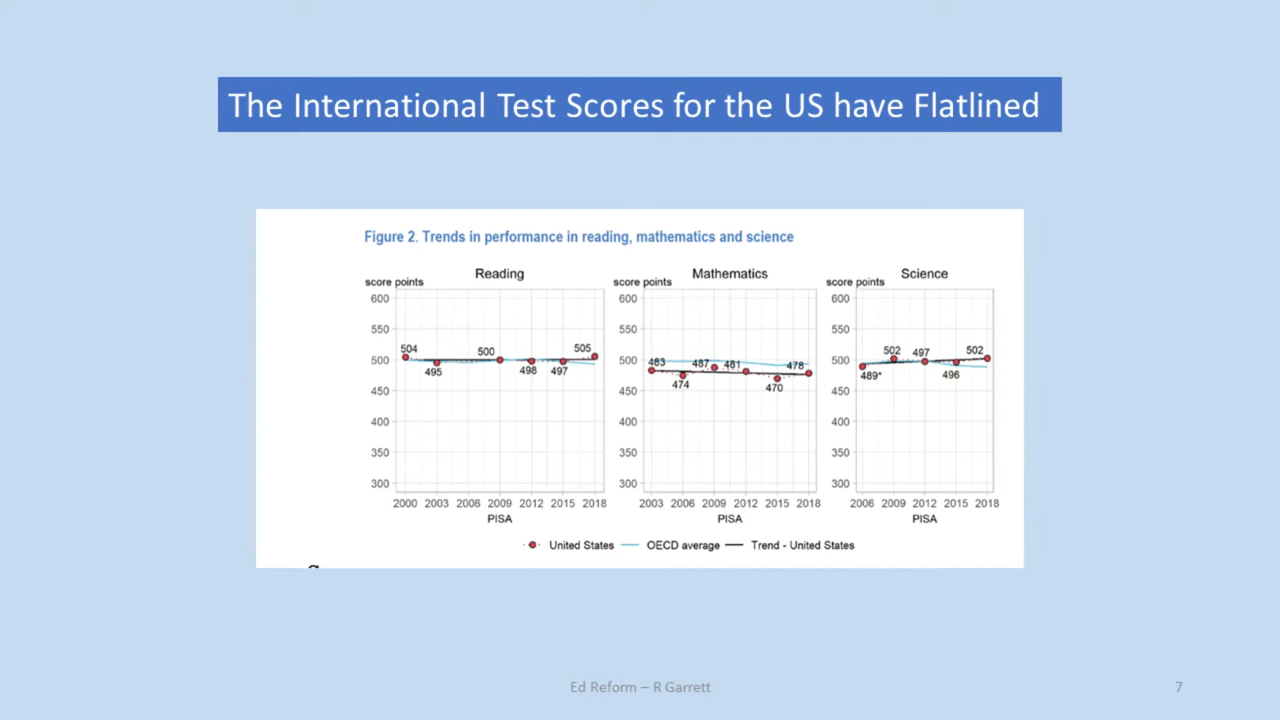 The International Test Scores for the US have Flatlined
Figure 2. Trends in performance in reading, mathematics and science
Reading
score points
600
550
500
450
400
350
300
504
495
500
498
497
505
2000 2003 2006 2009 2012 2015 2018
PISA
Mathematics
score points
600
550
500
450
400
350
300
483
474
487
481
470
478
2003 2006 2009 2012 2015 2018
PISA
Science
score points
600
550
500
450
400
350
300
489*
502
497
496
502
2006 2009 2012 2015 2018
PISA
United States OECD average Trend - United States
Ed Reform – R Garrett
7